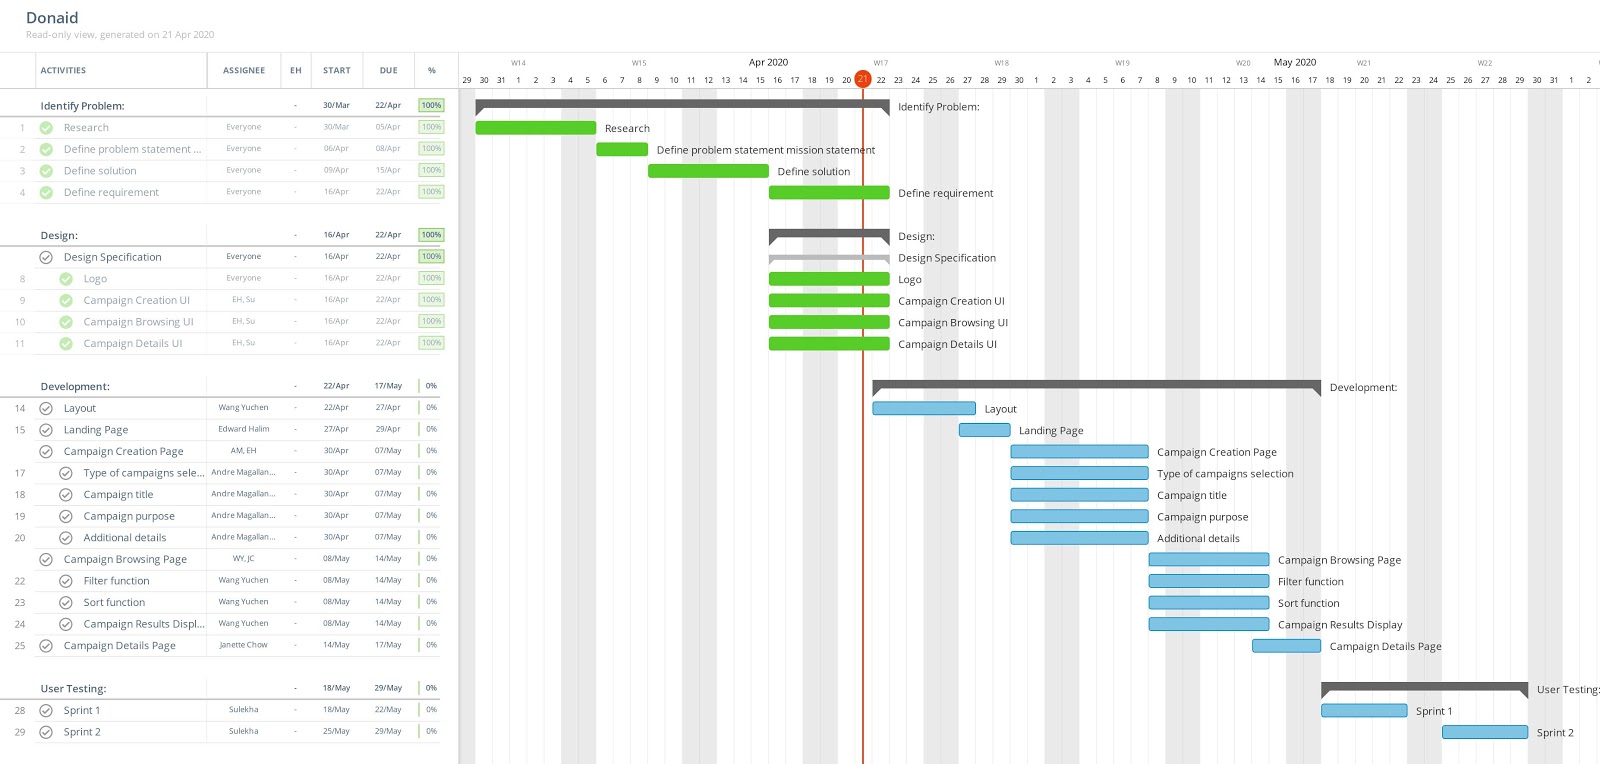 Donaid
Read-only view, generated on 21 Apr 2020
W14 W15 Apr 2020 W17 W18 W19 W20 May 2020 W21 W22
ACTIVITIES ASSIGNEE EH START DUE %
29 30 31 1 2 3 4 5 6 7 8 9 10 11 12 13 14 15 16 17 18 19 20 21 22 23 24 25 26 27 28 29 30 1 2 3 4 5 6 7 8 9 10 11 12 13 14 15 16 17 18 19 20 21 22 23 24 25 26 27 28 29 30 31 1 2
Identify Problem: - 30/Mar 22/Apr 100% Identify Problem:
1 Research Everyone - 30/Mar 05/Apr 100% Research
2 Define problem statement ... Everyone - 06/Apr 08/Apr 100% Define problem statement mission statement
3 Define solution Everyone - 09/Apr 15/Apr 100% Define solution
4 Define requirement Everyone - 16/Apr 22/Apr 100% Define requirement
Design: - 16/Apr 22/Apr 100% Design:
Design Specification Everyone - 16/Apr 22/Apr 100% Design Specification
8 Logo Everyone - 16/Apr 22/Apr 100% Logo
9 Campaign Creation UI EH, Su - 16/Apr 22/Apr 100% Campaign Creation UI
10 Campaign Browsing UI EH, Su - 16/Apr 22/Apr 100% Campaign Browsing UI
11 Campaign Details UI EH, Su - 16/Apr 22/Apr 100% Campaign Details UI
Development: - 22/Apr 17/May 0% Development:
14 Layout Wang Yuchen - 22/Apr 27/Apr 0% Layout
15 Landing Page Edward Halim - 27/Apr 29/Apr 0% Landing Page
Campaign Creation Page AM, EH - 30/Apr 07/May 0% Campaign Creation Page
17 Type of campaigns sele... Andre Magallan... - 30/Apr 07/May 0% Type of campaigns selection
18 Campaign title Andre Magallan... - 30/Apr 07/May 0% Campaign title
19 Campaign purpose Andre Magallan... - 30/Apr 07/May 0% Campaign purpose
20 Additional details Andre Magallan... - 30/Apr 07/May 0% Additional details
Campaign Browsing Page WY, JC - 08/May 14/May 0% Campaign Browsing Page
22 Filter function Wang Yuchen - 08/May 14/May 0% Filter function
23 Sort function Wang Yuchen - 08/May 14/May 0% Sort function
24 Campaign Results Displ... Wang Yuchen - 08/May 14/May 0% Campaign Results Display
25 Campaign Details Page Janette Chow - 14/May 17/May 0% Campaign Details Page
User Testing: - 18/May 29/May 0% User Testing:
28 Sprint 1 Sulekha - 18/May 22/May 0% Sprint 1
29 Sprint 2 Sulekha - 25/May 29/May 0% Sprint 2